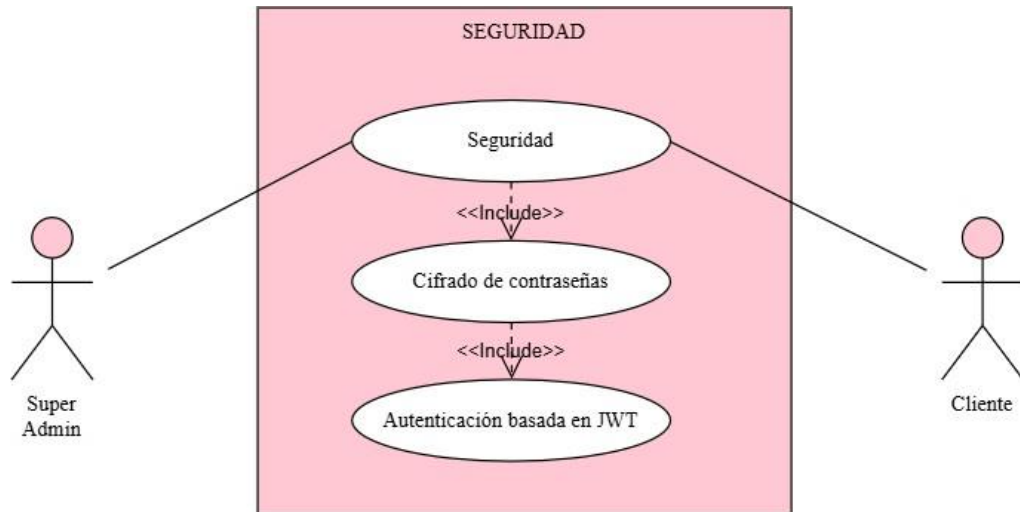 SEGURIDAD
Seguridad
<<Include>>
Cifrado de contraseñas
<<Include>>
Autenticación basada en JWT
Super
Admin
Cliente